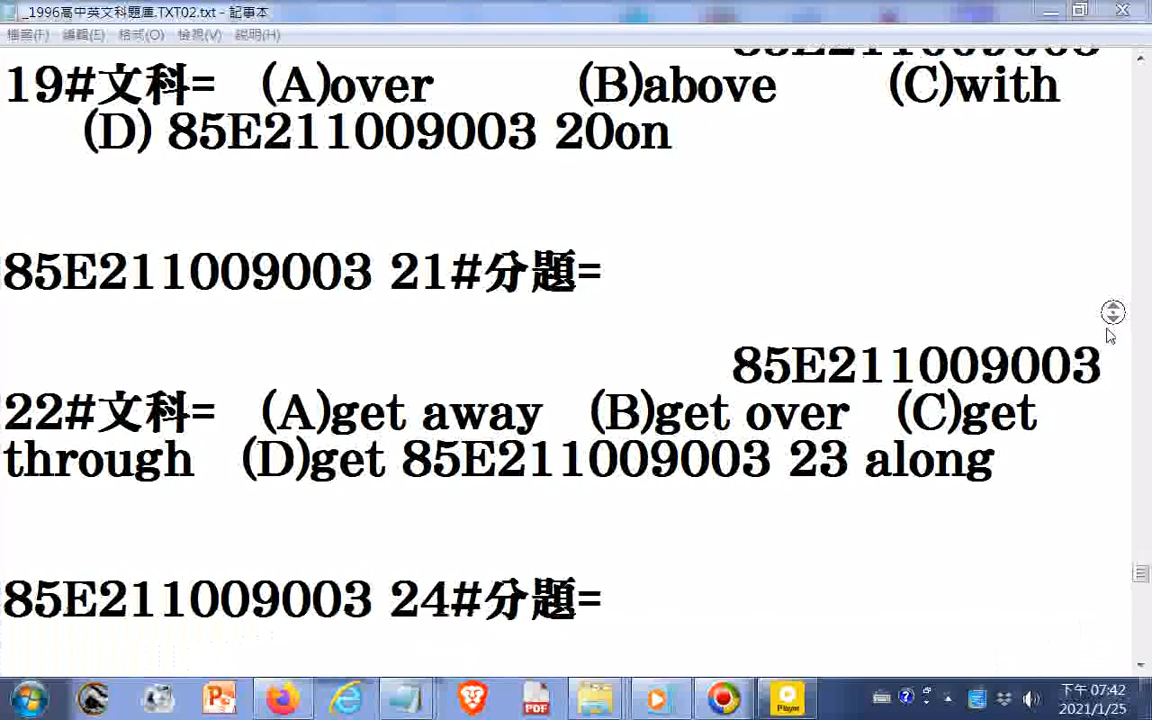 _1996高中英文科題庫.TXT02.txt - 記事本
檔案(F) 編輯(E) 格式(O) 檢視(V) 說明(H)
85E211009003
19#文科= (A)over (B)above (C)with
(D) 85E211009003 20on
85E211009003 21#分題=
85E211009003
22#文科= (A)get away (B)get over (C)get
through (D)get 85E211009003 23 along
85E211009003 24#分題=
PDF
Player
下午 07:42
2021/1/25